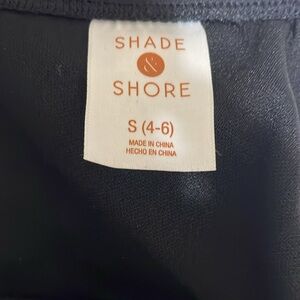 SHADE
&
SHORE
S (4-6)
MADE IN CHINA
HECHO EN CHINA